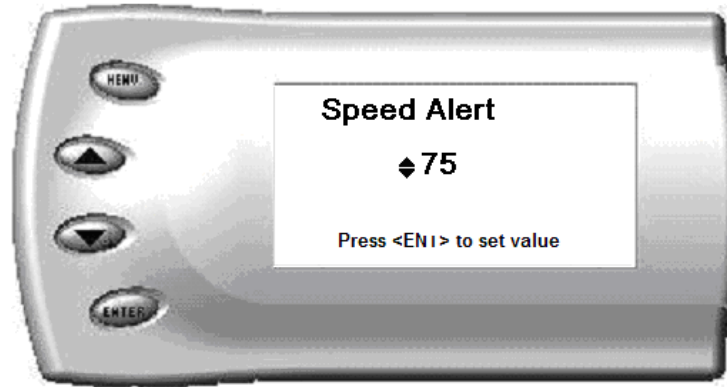 MENU
Speed Alert
75
Press <ENT> to set value
ENTER